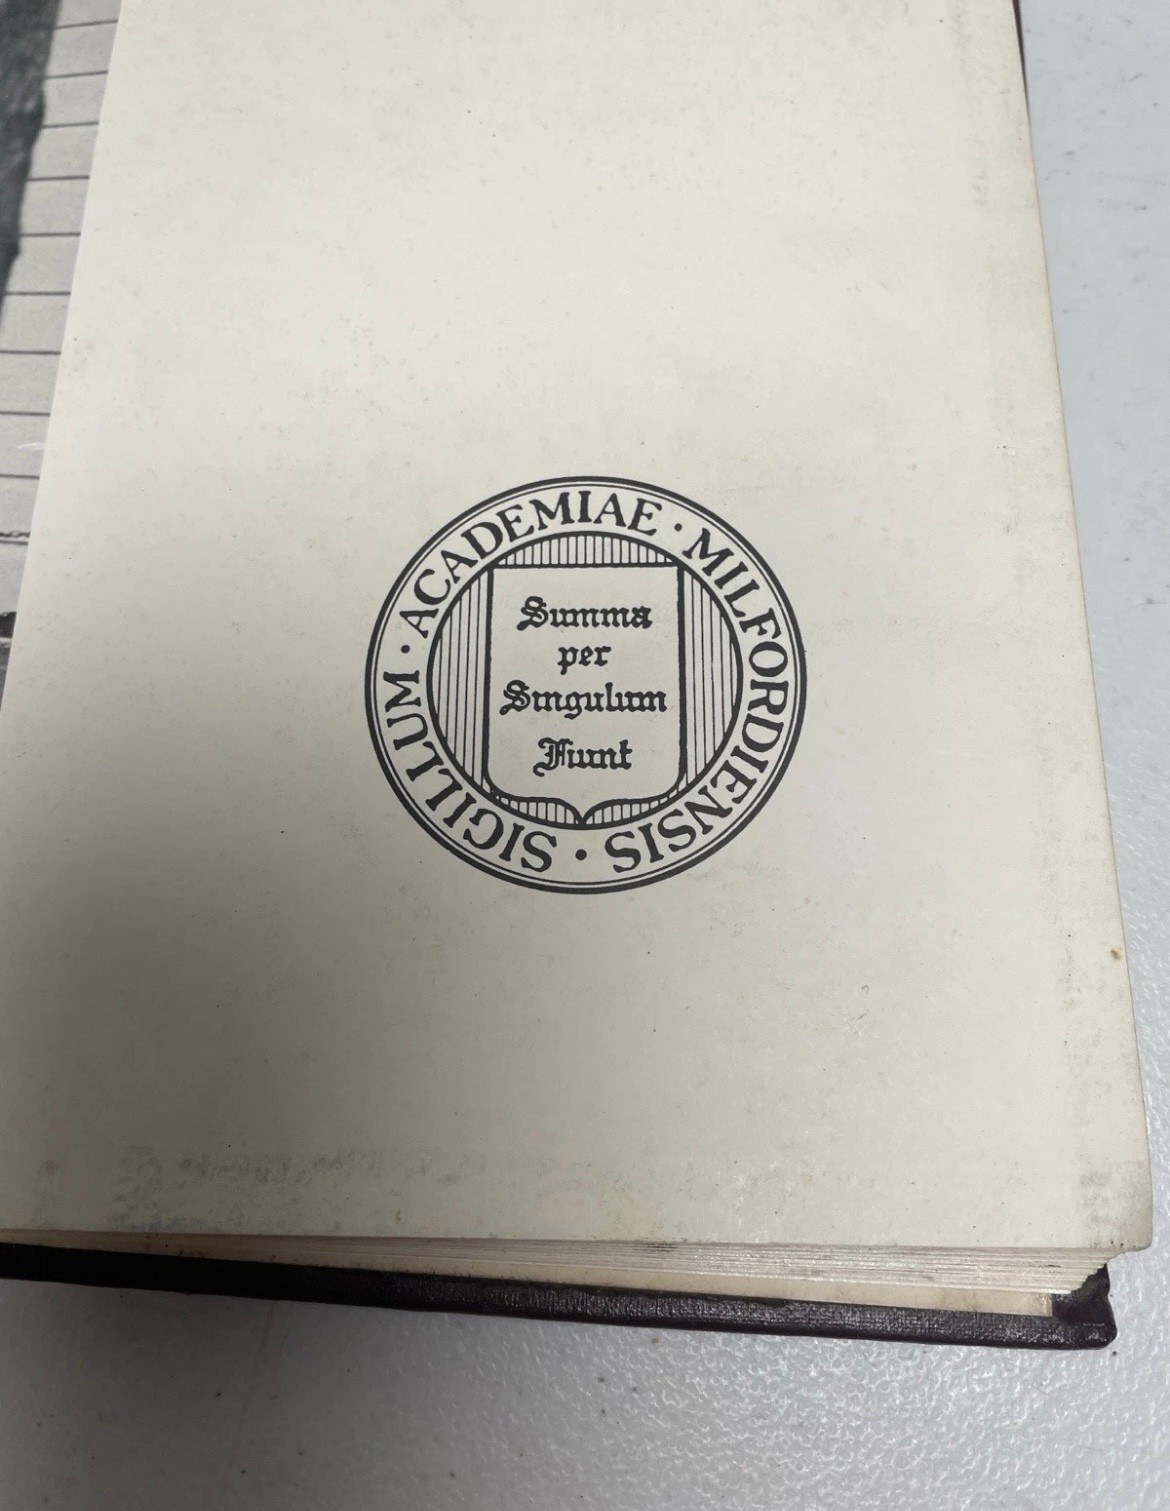 SIGILLUM · ACADEMIAE · MILFORDIENSIS ·
Summa
per
Singulum
Fiunt